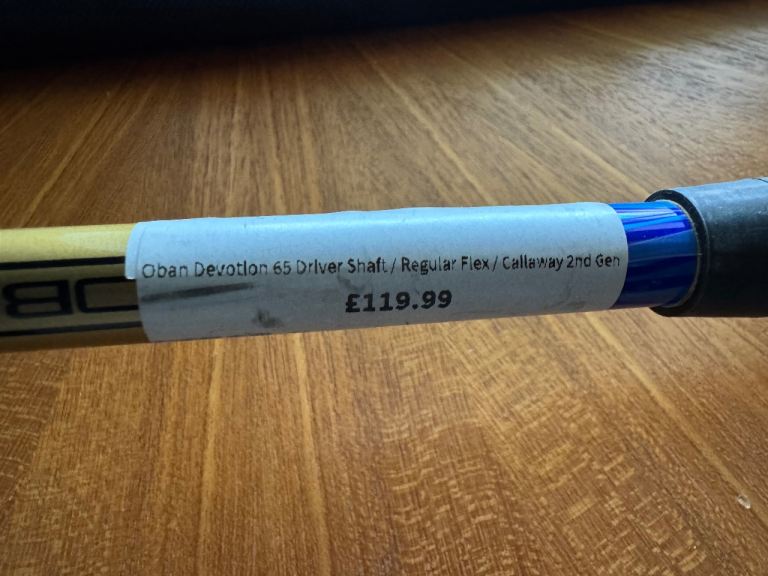 Oban Devotion 65 Driver Shaft / Regular Flex / Callaway 2nd Gen
£119.99